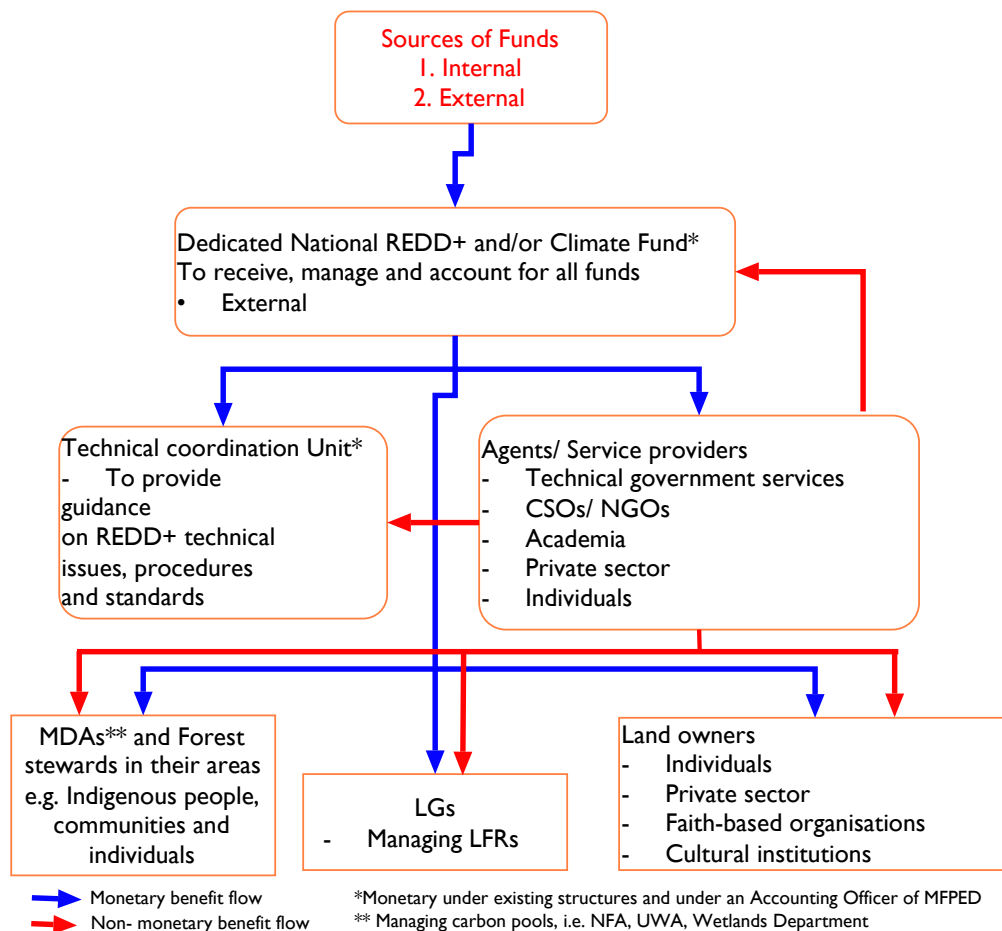 Sources of Funds
1. Internal
2. External
Dedicated National REDD+ and/or Climate Fund*
To receive, manage and account for all funds
• External
Technical coordination Unit*
- To provide
guidance
on REDD+ technical
issues, procedures
and standards
Agents/ Service providers
- Technical government services
- CSOs/ NGOs
- Academia
- Private sector
- Individuals
MDAs** and Forest
stewards in their areas
e.g. Indigenous people,
communities and
individuals
LGs
- Managing LFRs
Land owners
- Individuals
- Private sector
- Faith-based organisations
- Cultural institutions
Monetary benefit flow
Non- monetary benefit flow
*Monetary under existing structures and under an Accounting Officer of MFPED
** Managing carbon pools, i.e. NFA, UWA, Wetlands Department